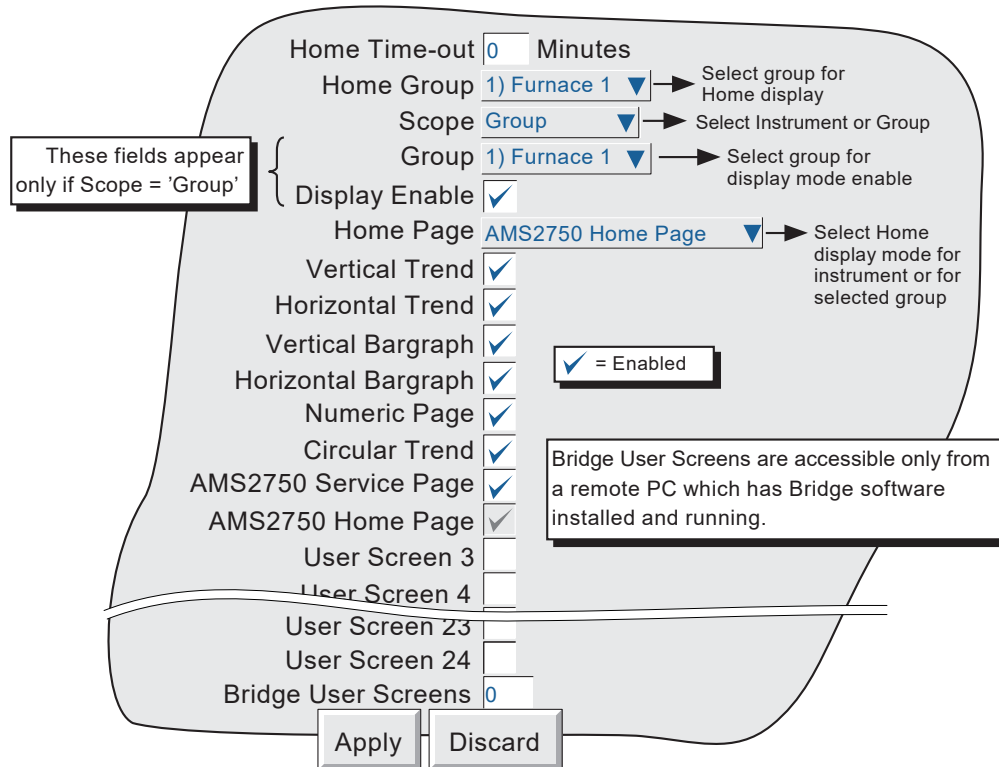 Home Time-out 0 Minutes
Home Group 1) Furnace 1
Select group for
Home display
Scope Group
Select Instrument or Group
These fields appear
only if Scope = 'Group'
Group 1) Furnace 1
Select group for
display mode enable
Display Enable
Home Page AMS2750 Home Page
Select Home
display mode for
instrument or for
selected group
Vertical Trend
Horizontal Trend
Vertical Bargraph
= Enabled
Horizontal Bargraph
Numeric Page
Circular Trend
AMS2750 Service Page
AMS2750 Home Page
Bridge User Screens are accessible only from
a remote PC which has Bridge software
installed and running.
User Screen 3
User Screen 4
User Screen 23
User Screen 24
Bridge User Screens 0
Apply Discard